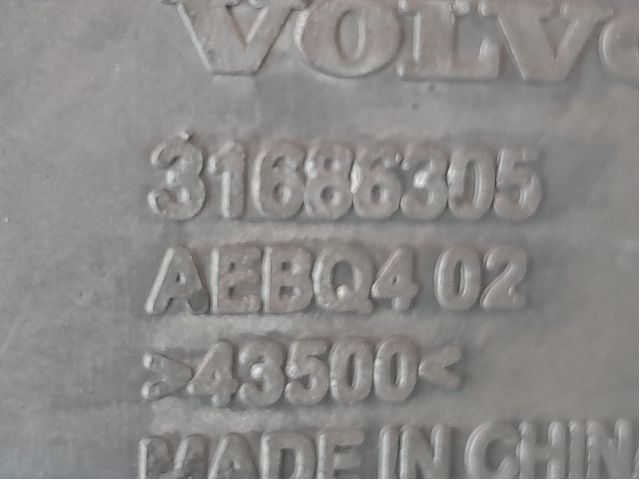 VOLVO
31686305
AEBQ4 02
>43500<
MADE IN CHINA